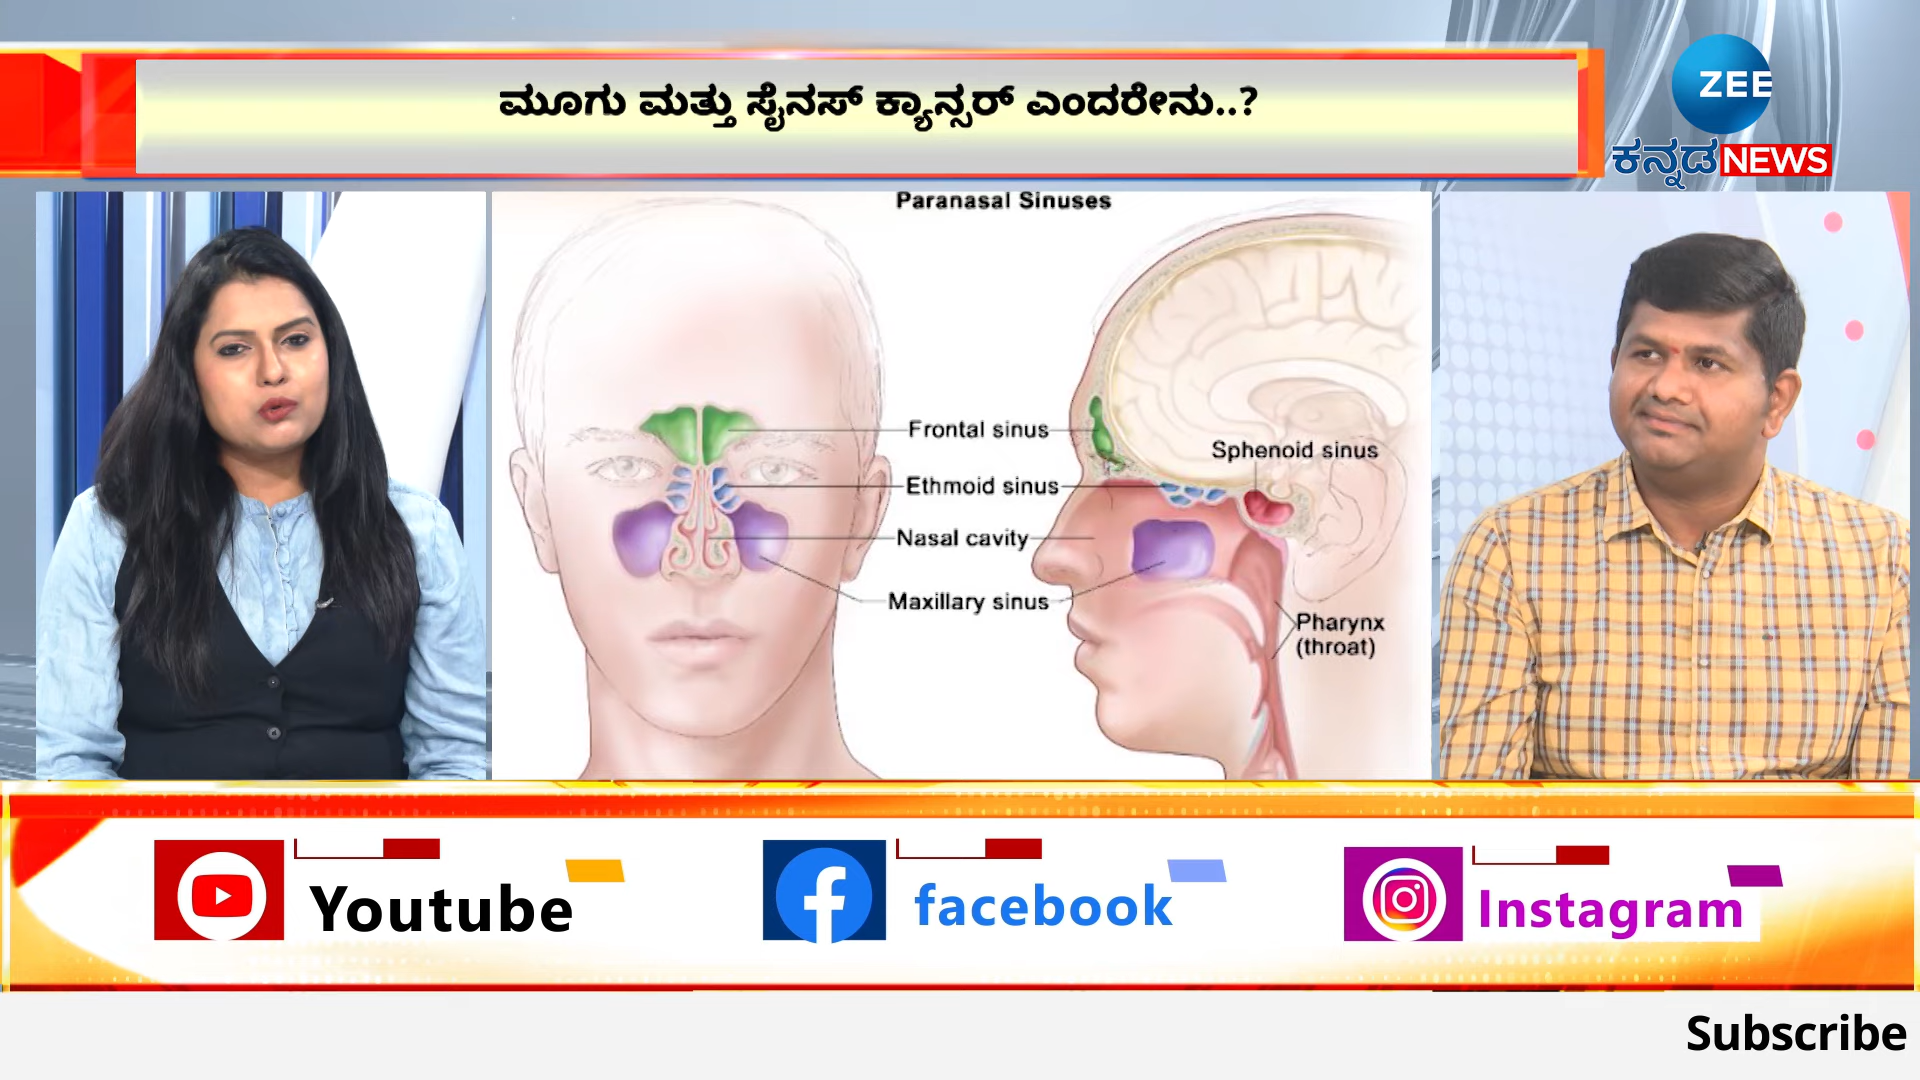 ಮೂಗು ಮತ್ತು ಸೈನಸ್ ಕ್ಯಾನ್ಸರ್ ಎಂದರೇನು..?
ZEE
ಕನ್ನಡ NEWS
Paranasal Sinuses
Frontal sinus
Sphenoid sinus
Ethmoid sinus
Nasal cavity
Maxillary sinus
Pharynx
(throat)
Youtube
facebook
Instagram
Subscribe